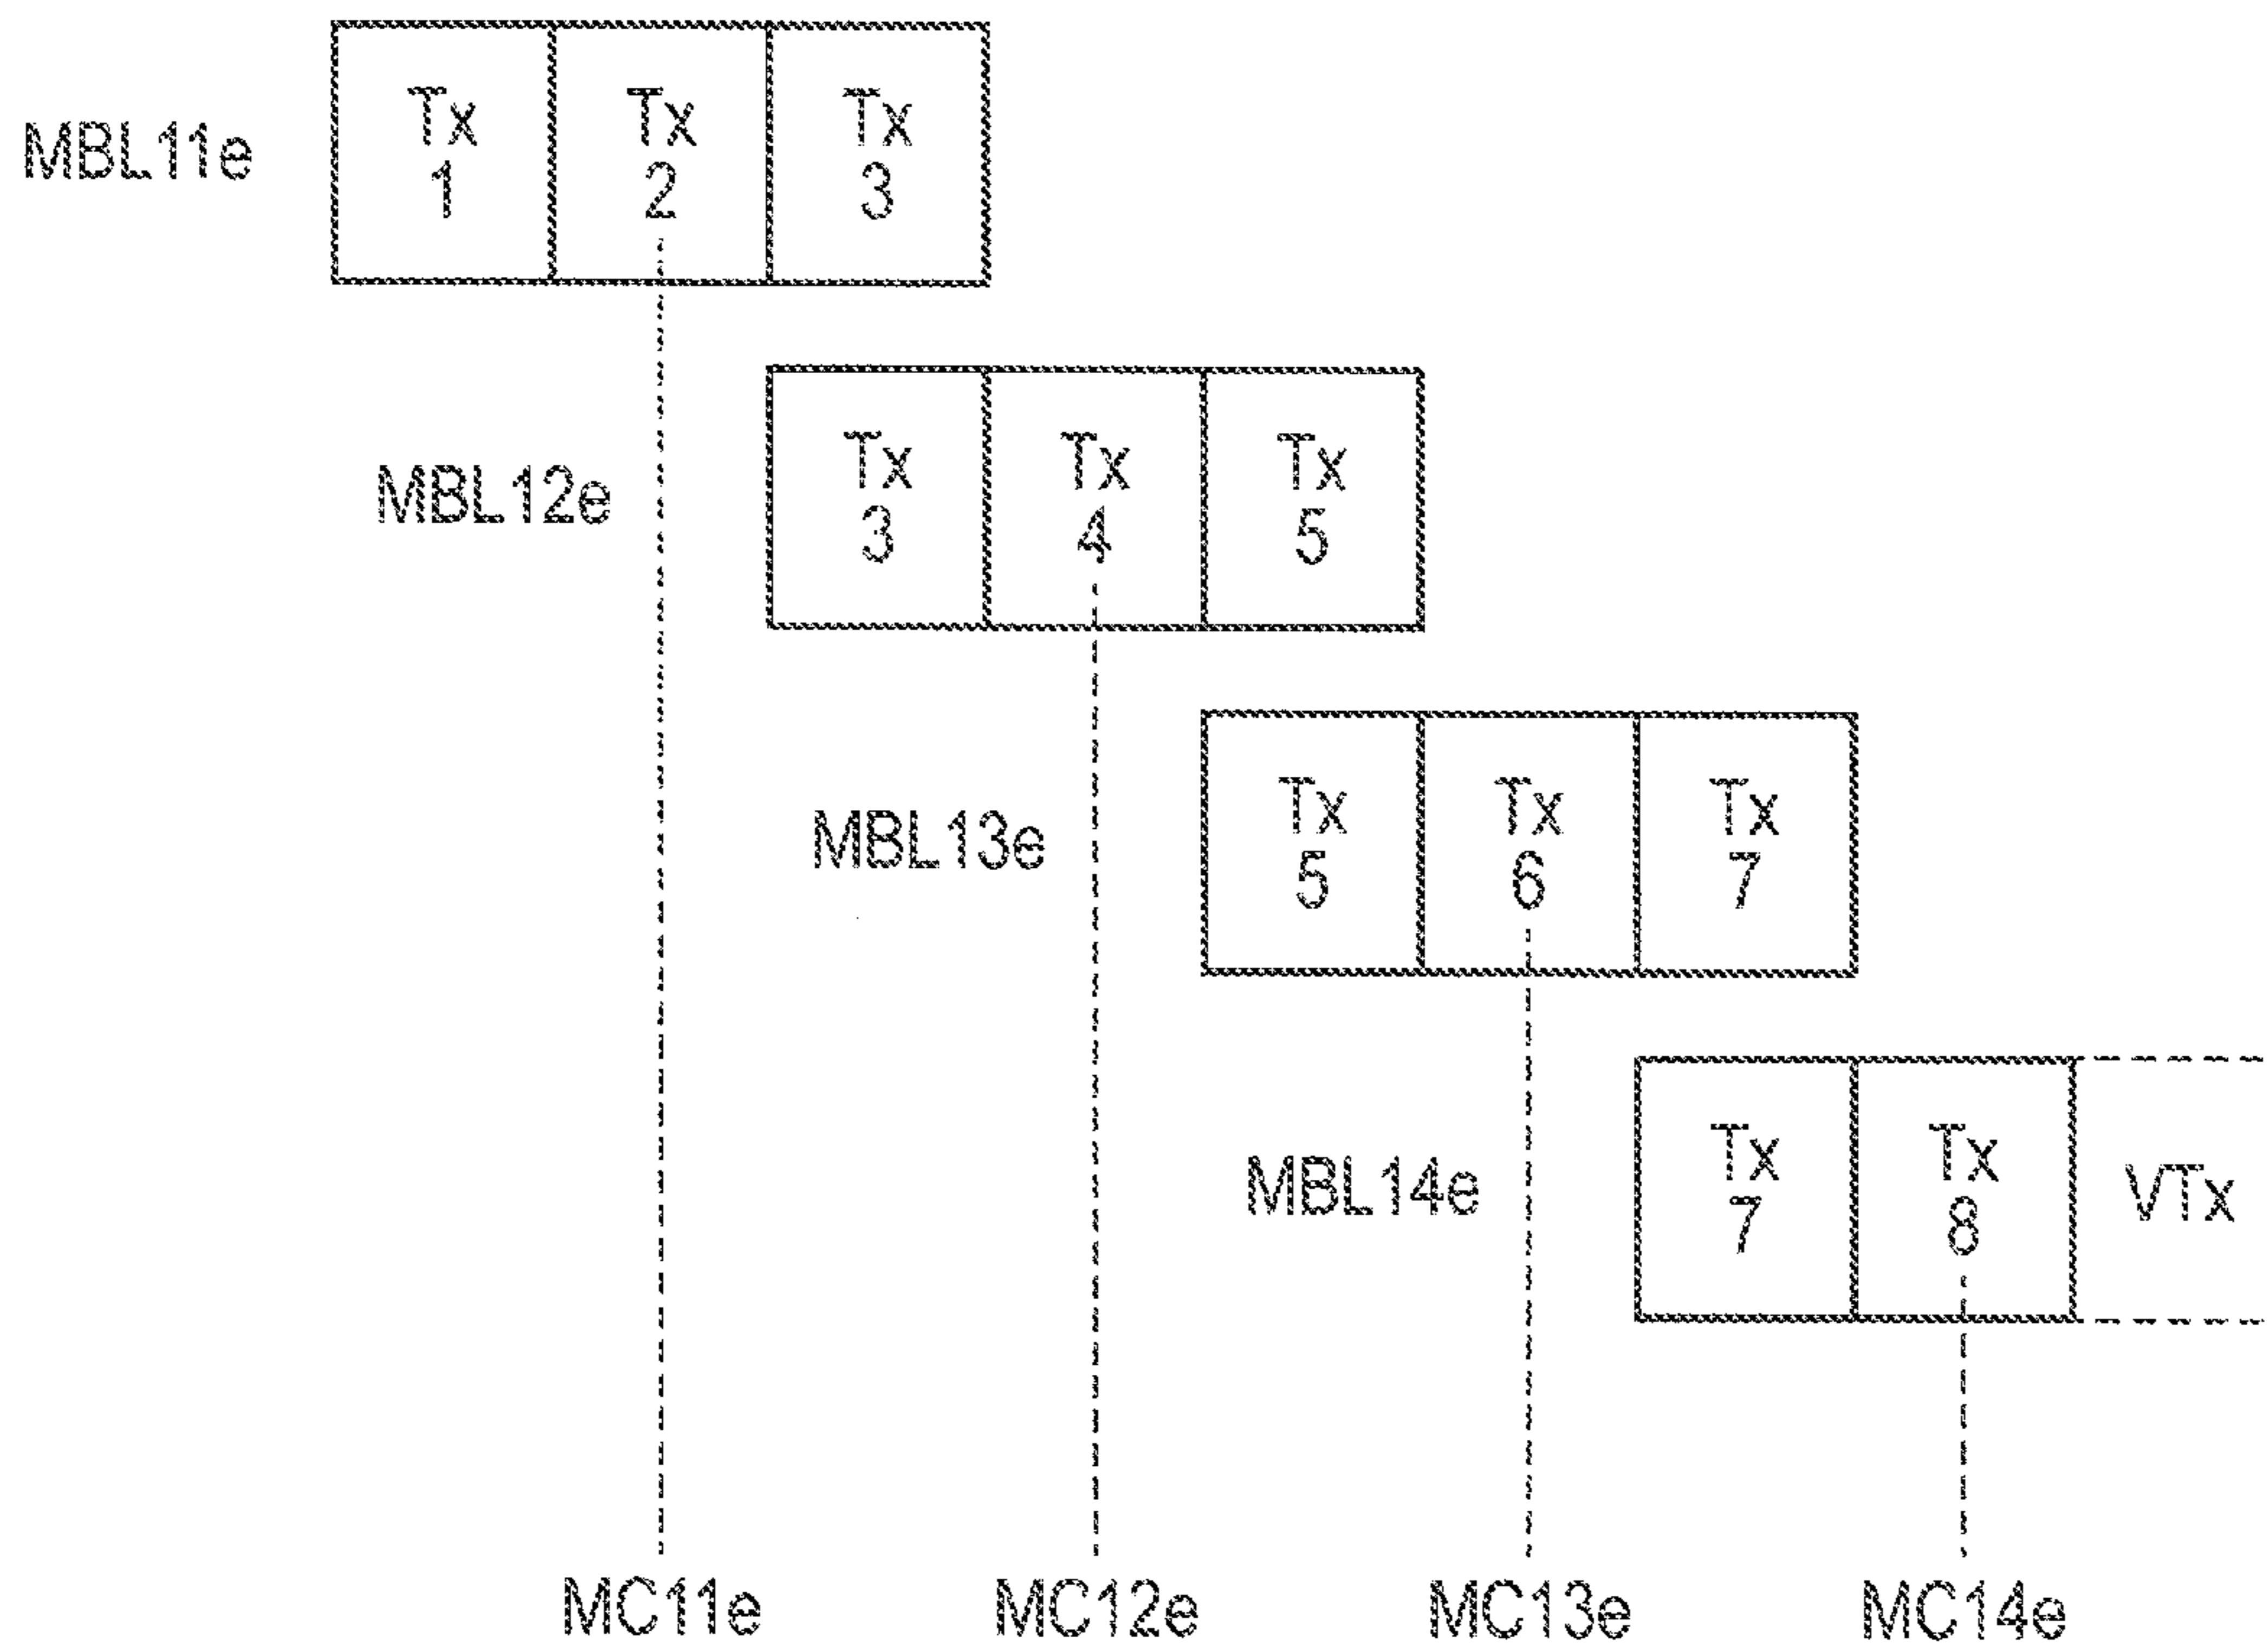 MBL11e
Tx 1
Tx 2
Tx 3
MBL12e
Tx 3
Tx 4
Tx 5
MBL13e
Tx 5
Tx 6
Tx 7
MBL14e
Tx 7
Tx 8
VTx
MC11e
MC12e
MC13e
MC14e